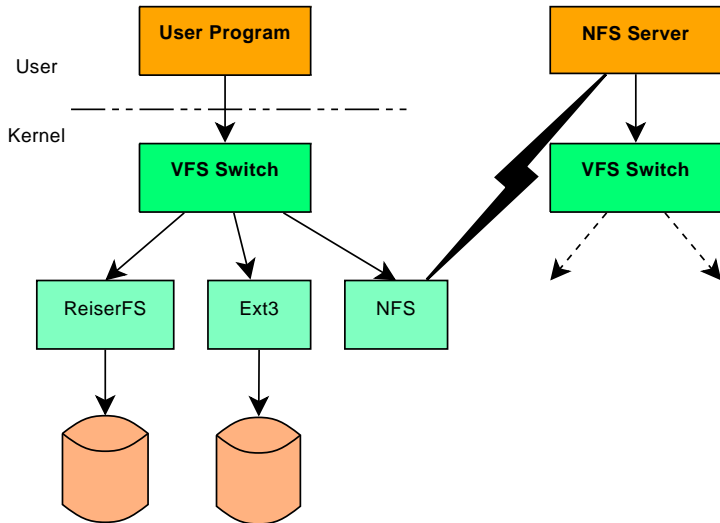 User Program
NFS Server
User
Kernel
VFS Switch
VFS Switch
ReiserFS
Ext3
NFS